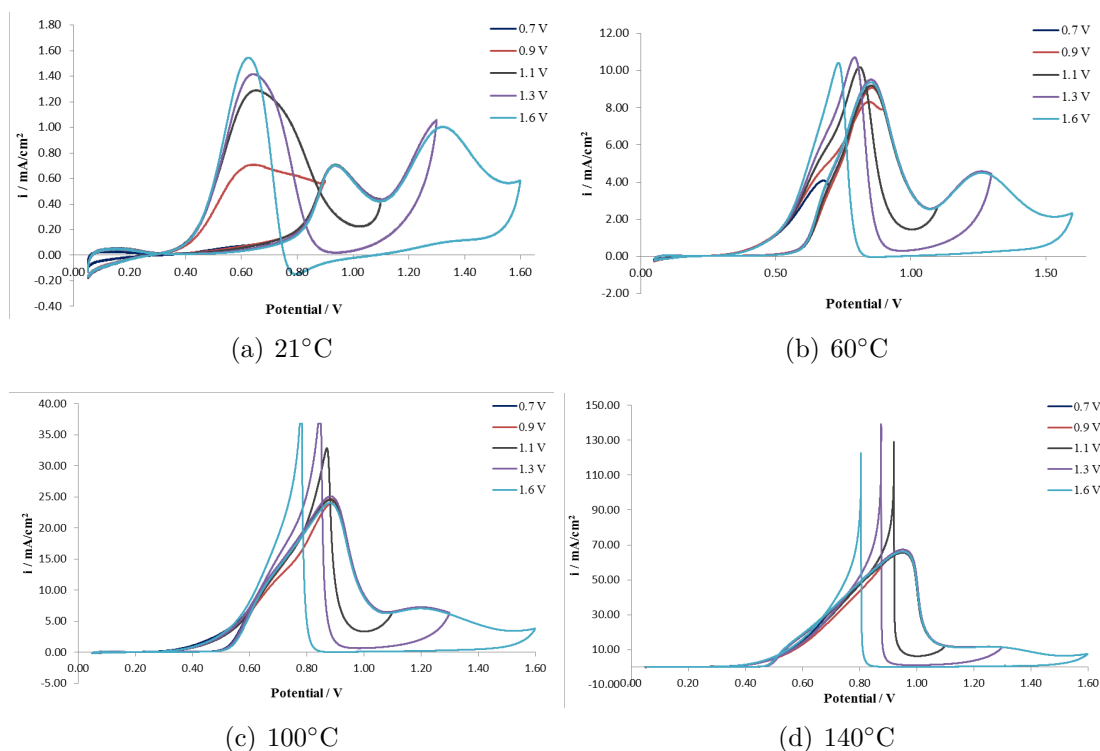 1.80
1.60
1.40
1.20
1.00
0.80
0.60
0.40
0.20
0.00
-0.20
-0.40
i / mA/cm²
0.00 0.20 0.40 0.60 0.80 1.00 1.20 1.40 1.60
Potential / V
0.7 V
0.9 V
1.1 V
1.3 V
1.6 V
(a) 21°C
12.00
10.00
8.00
6.00
4.00
2.00
0.00
-2.00
i / mA/cm²
0.00 0.50 1.00 1.50
Potential / V
0.7 V
0.9 V
1.1 V
1.3 V
1.6 V
(b) 60°C
40.00
35.00
30.00
25.00
20.00
15.00
10.00
5.00
0.00
-5.00
i / mA/cm²
0.00 0.20 0.40 0.60 0.80 1.00 1.20 1.40 1.60
Potential / V
0.7 V
0.9 V
1.1 V
1.3 V
1.6 V
(c) 100°C
150.00
130.00
110.00
90.00
70.00
50.00
30.00
10.00
-10.00
i / mA/cm²
0.00 0.20 0.40 0.60 0.80 1.00 1.20 1.40 1.60
Potential / V
0.7 V
0.9 V
1.1 V
1.3 V
1.6 V
(d) 140°C